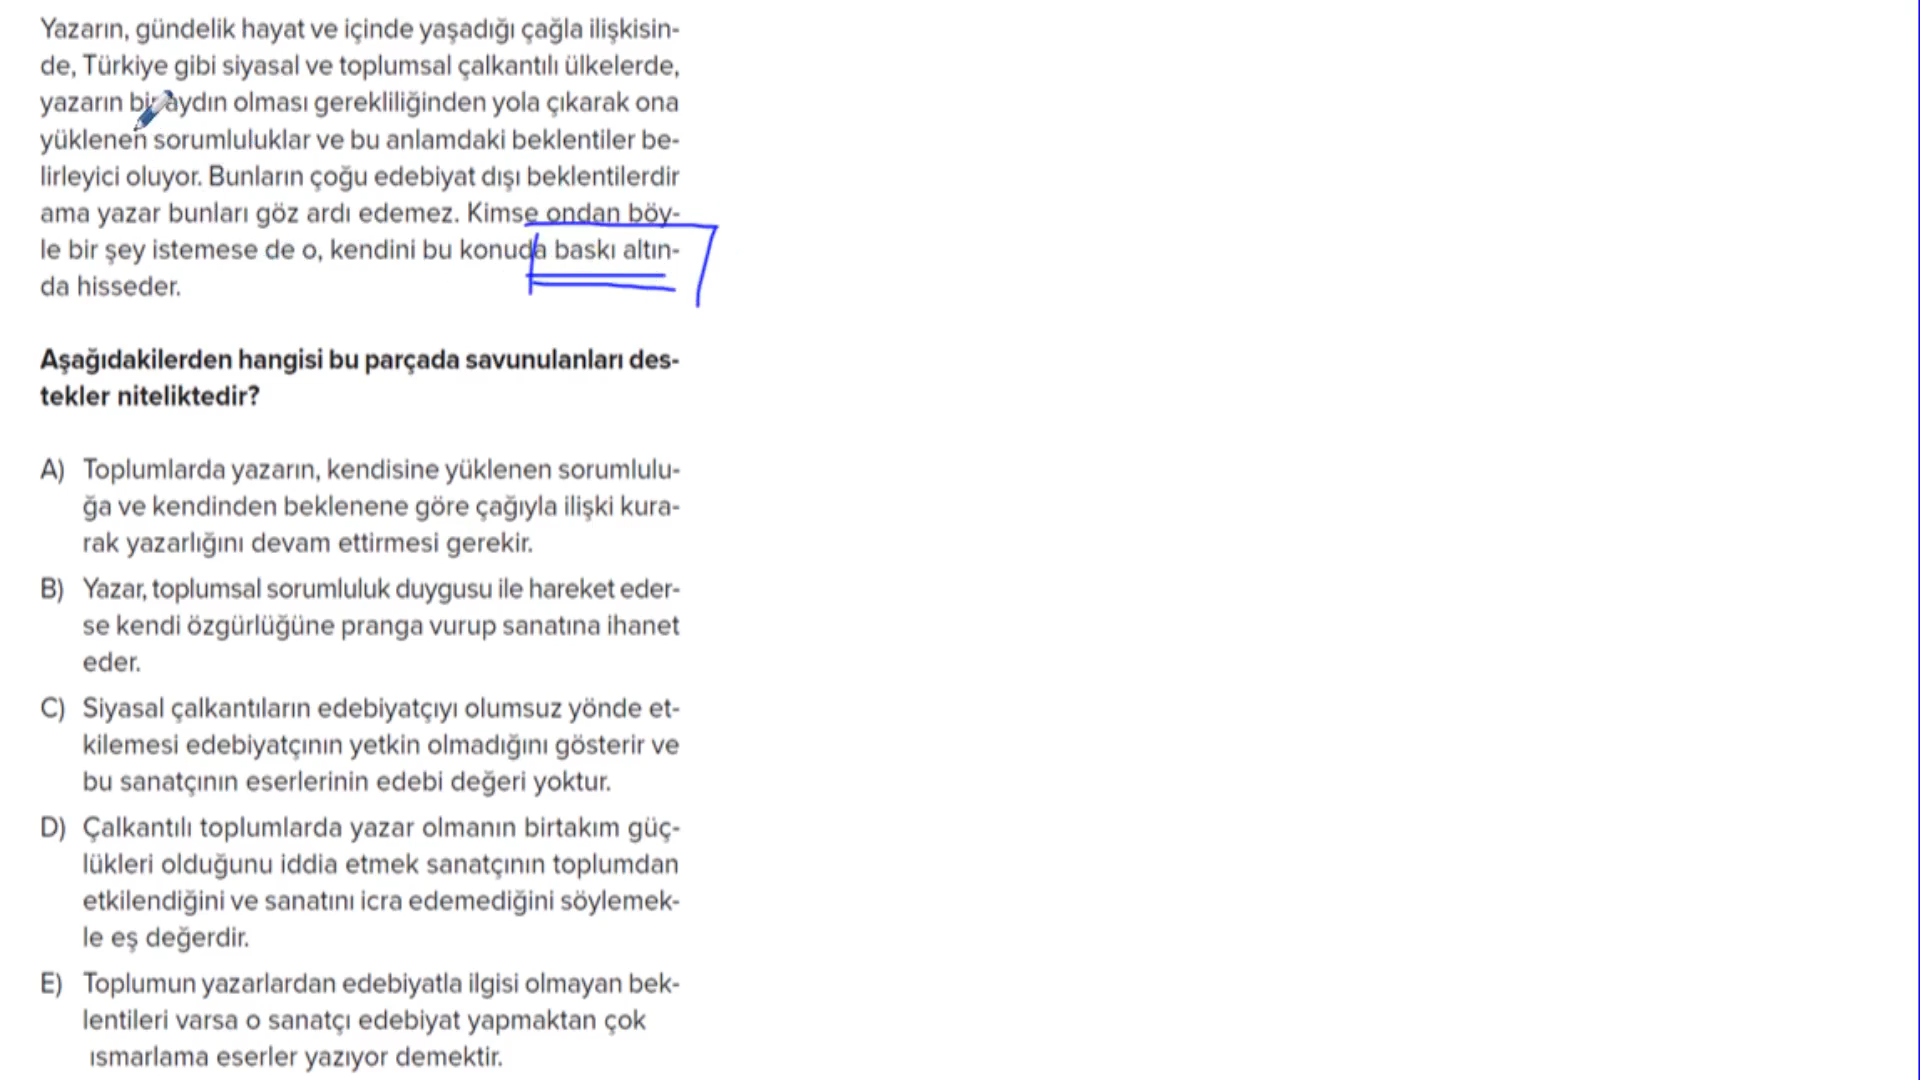 Yazarın, gündelik hayat ve içinde yaşadığı çağla ilişkisin-
de, Türkiye gibi siyasal ve toplumsal çalkantılı ülkelerde,
yazarın bir aydın olması gerekliliğinden yola çıkarak ona
yüklenen sorumluluklar ve bu anlamdaki beklentiler be-
lirleyici oluyor. Bunların çoğu edebiyat dışı beklentilerdir
ama yazar bunları göz ardı edemez. Kimse ondan böy-
le bir şey istemese de o, kendini bu konuda baskı altın-
da hisseder.
Aşağıdakilerden hangisi bu parçada savunulanları des-
tekler niteliktedir?
A) Toplumlarda yazarın, kendisine yüklenen sorumlulu-
ğa ve kendinden beklenene göre çağıyla ilişki kura-
rak yazarlığını devam ettirmesi gerekir.
B) Yazar, toplumsal sorumluluk duygusu ile hareket eder-
se kendi özgürlüğüne pranga vurup sanatına ihanet
eder.
C) Siyasal çalkantıların edebiyatçıyı olumsuz yönde et-
kilemesi edebiyatçının yetkin olmadığını gösterir ve
bu sanatçının eserlerinin edebi değeri yoktur.
D) Çalkantılı toplumlarda yazar olmanın birtakım güç-
lükleri olduğunu iddia etmek sanatçının toplumdan
etkilendiğini ve sanatını icra edemediğini söylemek-
le eş değerdir.
E) Toplumun yazarlardan edebiyatla ilgisi olmayan bek-
lentileri varsa o sanatçı edebiyat yapmaktan çok
ısmarlama eserler yazıyor demektir.